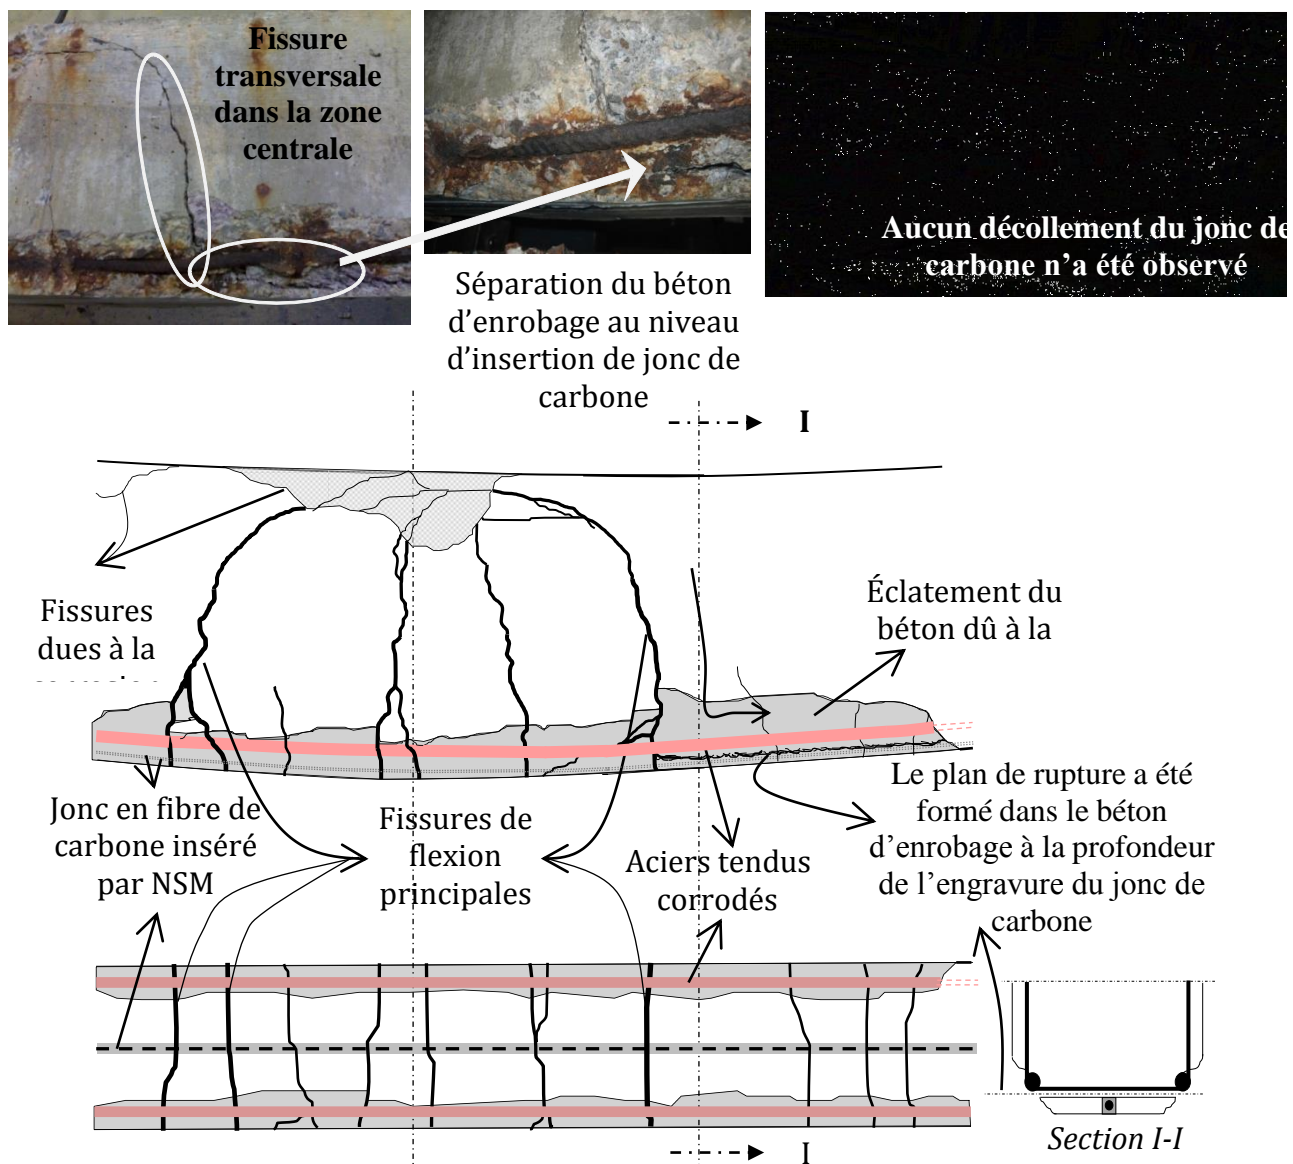 Fissure
transversale
dans la zone
centrale
Aucun décollement du jonc de
carbone n’a été observé
Séparation du béton
d’enrobage au niveau
d’insertion de jonc de
carbone
I
Fissures
dues à la
Éclatement du
béton dû à la
Jonc en fibre de
carbone inséré
par NSM
Fissures de
flexion
principales
Aciers tendus
corrodés
Le plan de rupture a été
formé dans le béton
d’enrobage à la profondeur
de l’engravure du jonc de
carbone
Section I-I
I